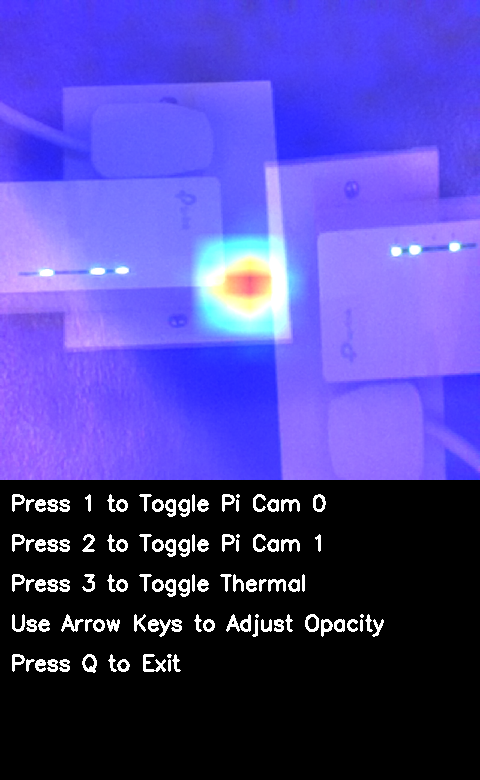 Press 1 to Toggle Pi Cam 0
Press 2 to Toggle Pi Cam 1
Press 3 to Toggle Thermal
Use Arrow Keys to Adjust Opacity
Press Q to Exit